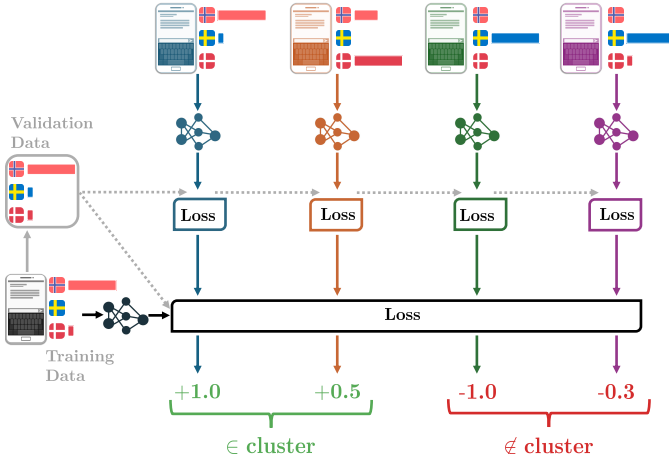 Validation
Data
Loss
Loss
Loss
Loss
Loss
Training
Data
+1.0
+0.5
-1.0
-0.3
∈ cluster
∉ cluster